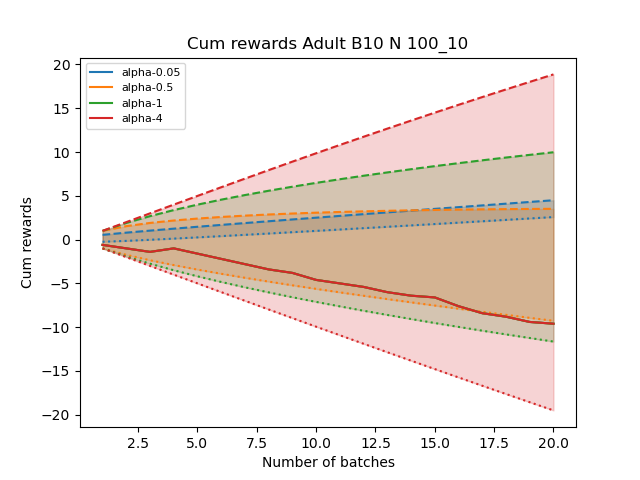 Cum rewards Adult B10 N 100_10
alpha-0.05
alpha-0.5
alpha-1
alpha-4
20
15
10
5
0
−5
−10
−15
−20
Cum rewards
2.5 5.0 7.5 10.0 12.5 15.0 17.5 20.0
Number of batches